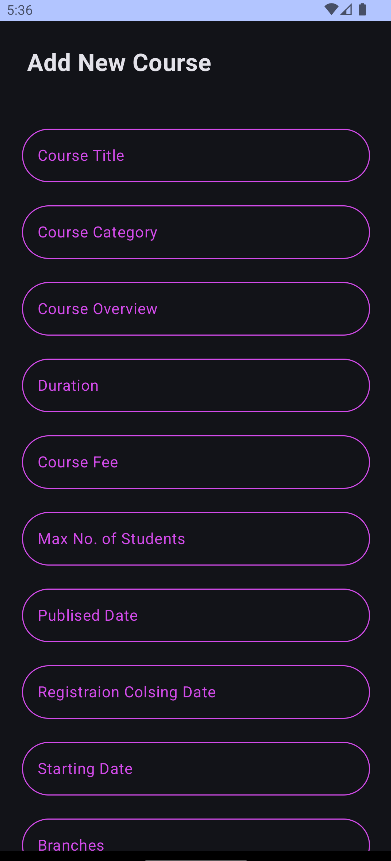 5:36
Add New Course
Course Title
Course Category
Course Overview
Duration
Course Fee
Max No. of Students
Publised Date
Registraion Colsing Date
Starting Date
Branches